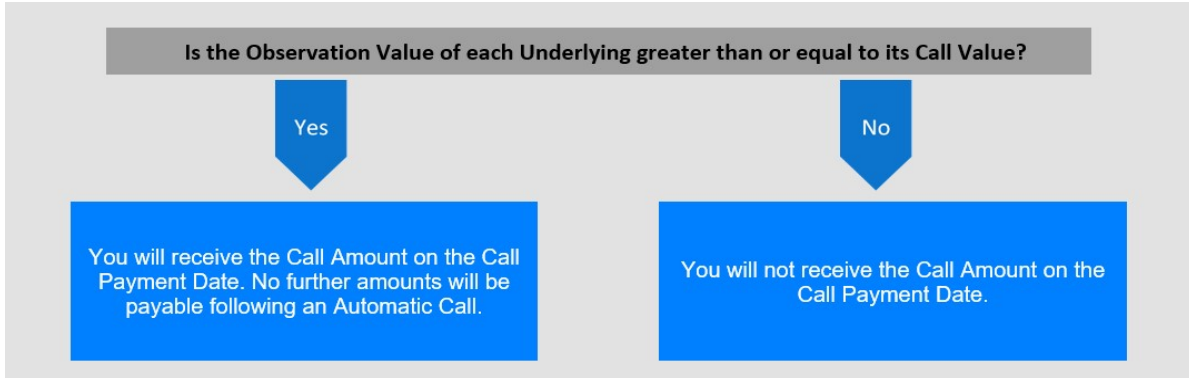 Is the Observation Value of each Underlying greater than or equal to its Call Value?
Yes
No
You will receive the Call Amount on the Call
Payment Date. No further amounts will be
payable following an Automatic Call.
You will not receive the Call Amount on the
Call Payment Date.